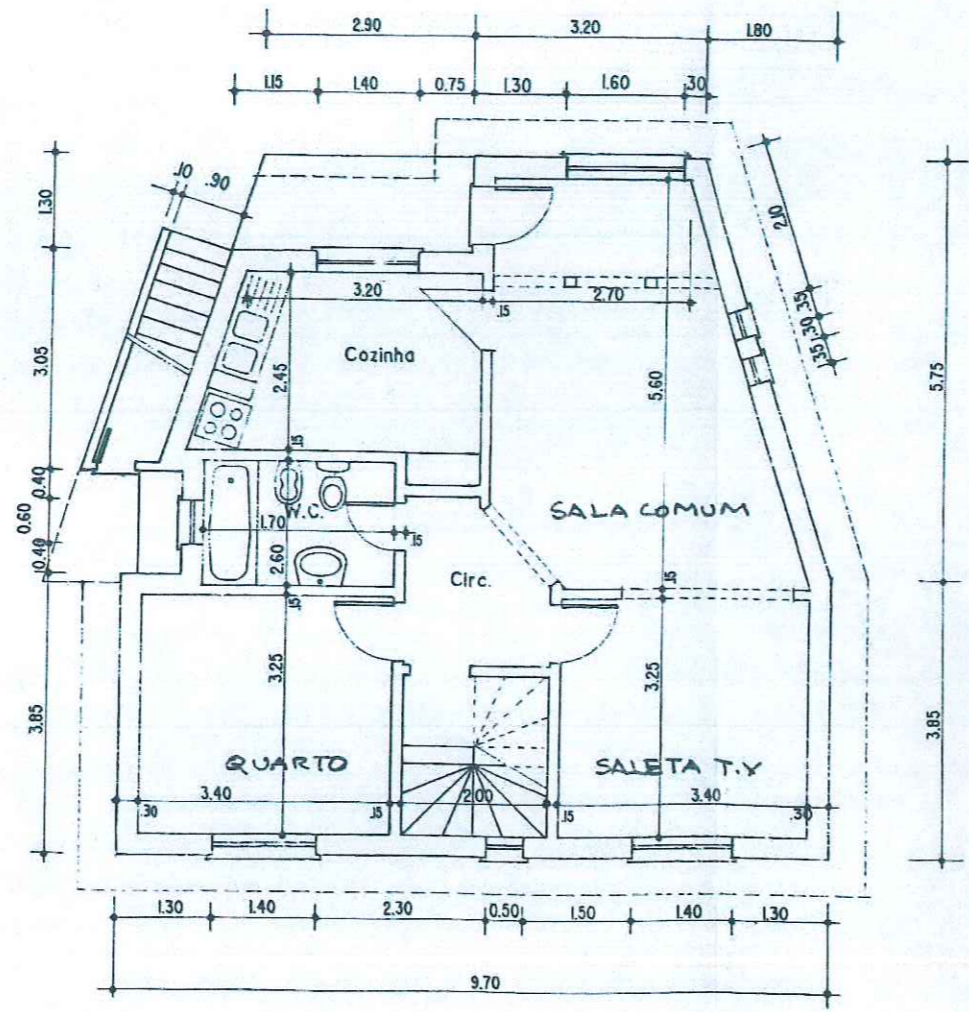 2.90 3.20 1.80
1.15 1.40 0.75 1.30 1.60 .30
.10 .90
1.30
2.10
3.20 .15 2.70
.35 .30 .35
Cozinha
3.05
2.45
5.60
5.75
.15
0.40
W.C.
SALA COMUM
0.60
1.70 .15
0.40
2.60
Circ.
.15
.15
3.25
3.25
3.85
3.85
QUARTO
SALETA T.V
3.40 2.00 3.40
.30 .15 .15 .30
1.30 1.40 2.30 0.50 1.50 1.40 1.30
9.70